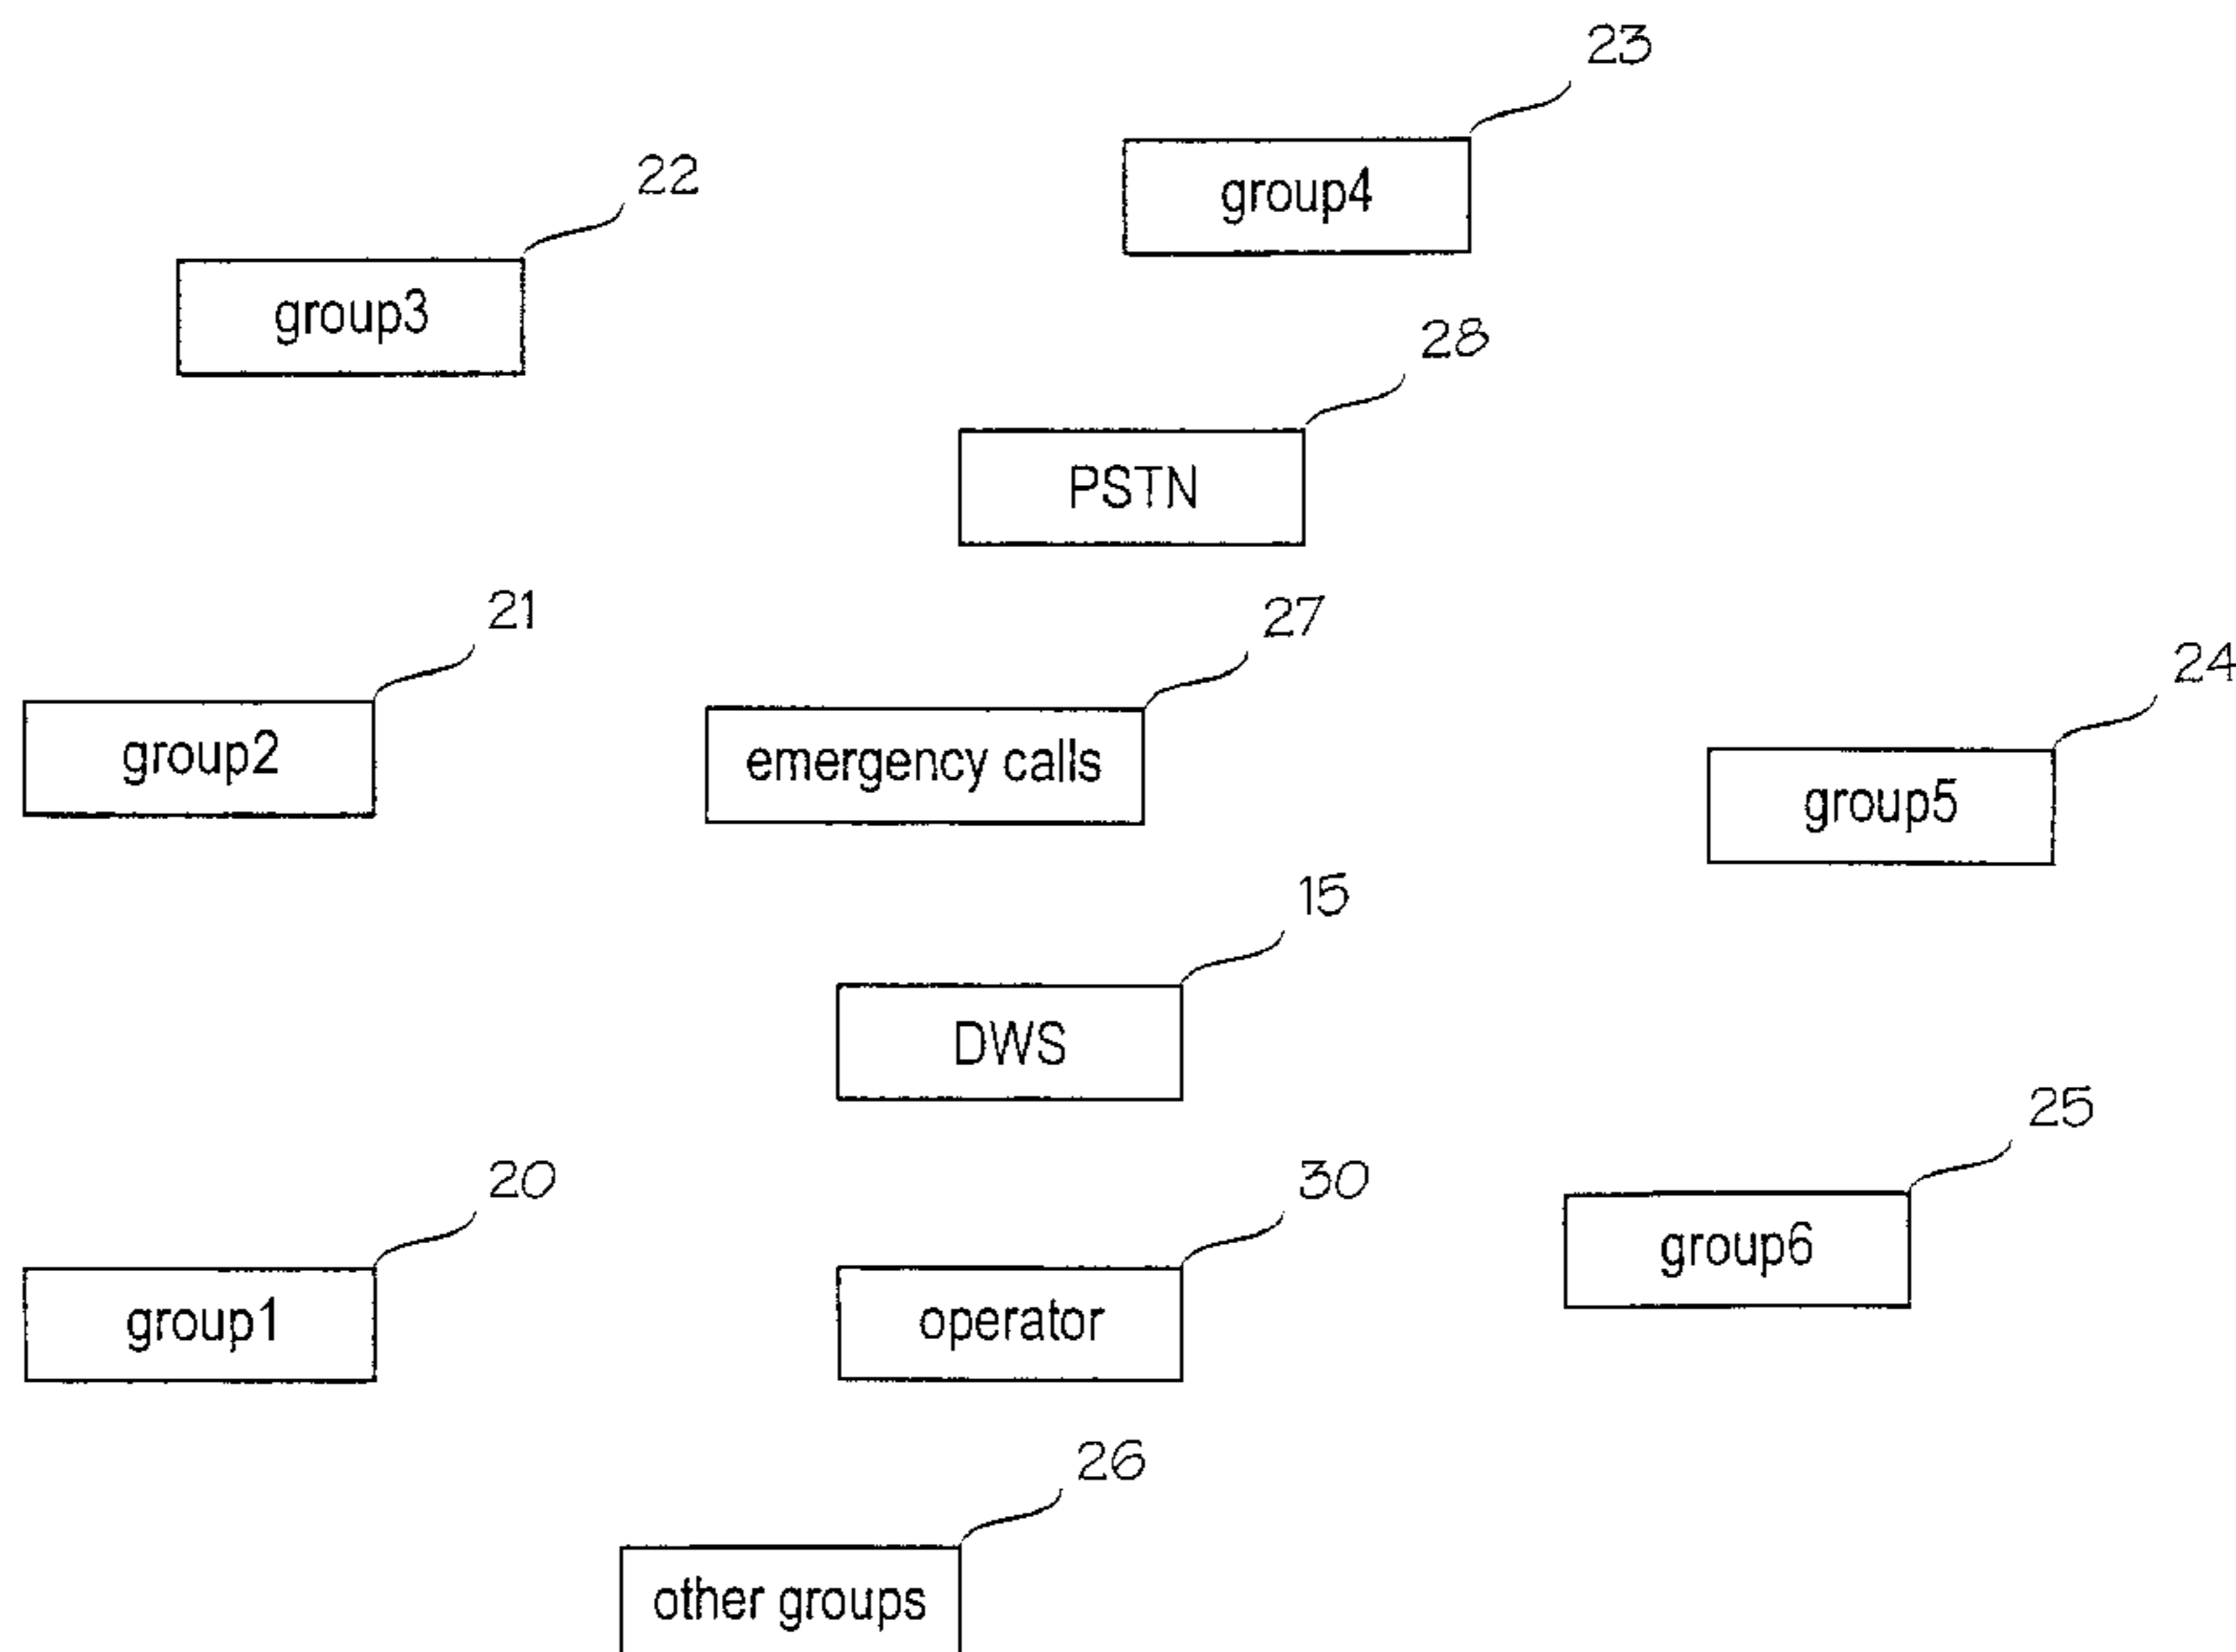 23
group4
22
group3
28
PSTN
21
group2
27
emergency calls
24
group5
15
DWS
25
group6
20
group1
30
operator
26
other groups